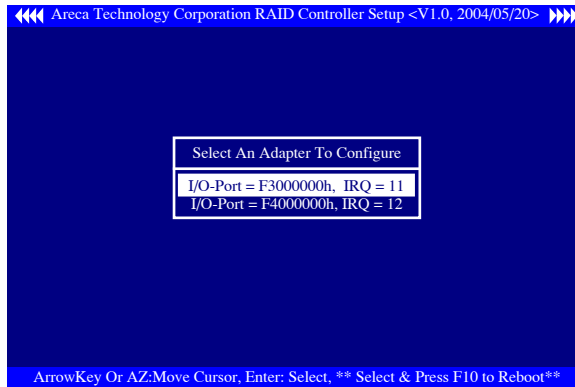 Areca Technology Corporation RAID Controller Setup <V1.0, 2004/05/20>
Select An Adapter To Configure
I/O-Port = F3000000h, IRQ = 11
I/O-Port = F4000000h, IRQ = 12
ArrowKey Or AZ:Move Cursor, Enter: Select, ** Select & Press F10 to Reboot**